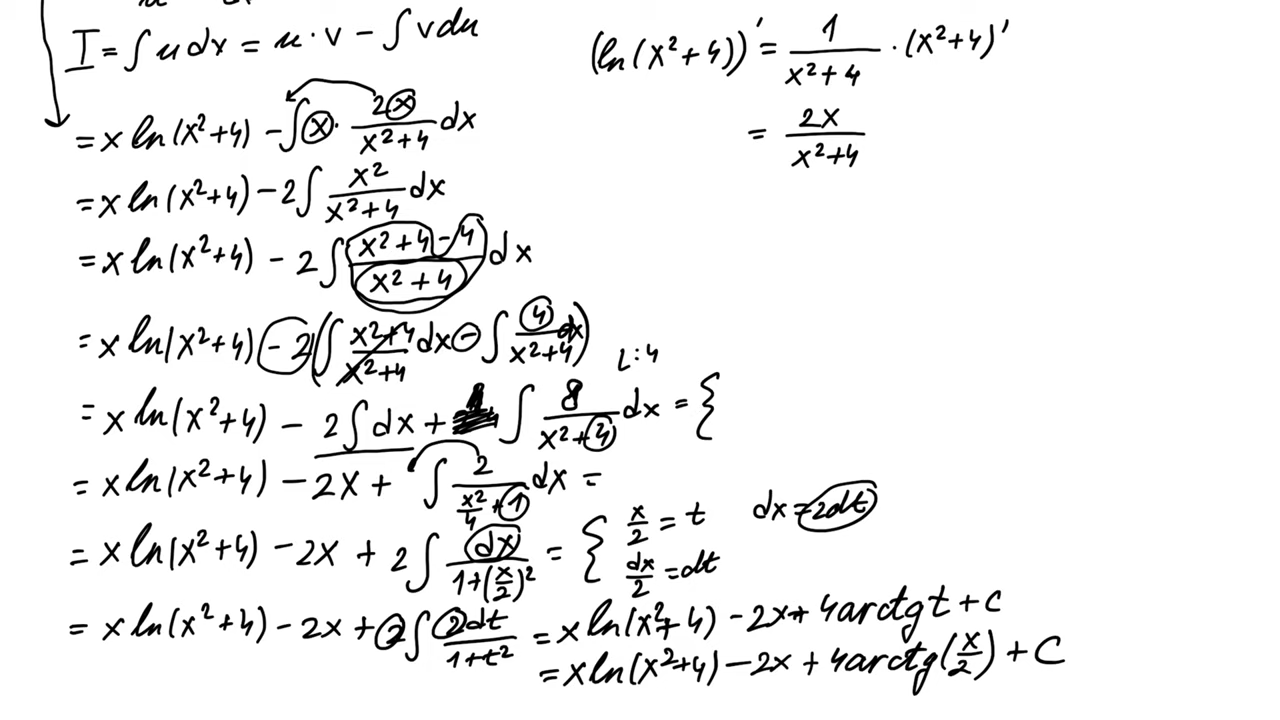 I = ∫ u dx = u · v − ∫ v du
= x ln(x²+4) − ∫ x · 2x/(x²+4) dx
= x ln(x²+4) − 2 ∫ x²/(x²+4) dx
= x ln(x²+4) − 2 ∫ (x²+4−4)/(x²+4) dx
= x ln(x²+4) − 2 (∫ (x²+4)/(x²+4) dx − ∫ 4/(x²+4) dx)
L:4
= x ln(x²+4) − 2 ∫ dx + ∫ 8/(x²+4) dx = {
= x ln(x²+4) − 2x + ∫ 2/(x²/4 + 1) dx =
= x ln(x²+4) − 2x + 2 ∫ dx/(1+(x/2)²) = { x/2 = t dx = 2dt
dx/2 = dt
= x ln(x²+4) − 2x + 2 ∫ 2dt/(1+t²) = x ln(x²+4) − 2x + 4 arctg t + C
= x ln(x²+4) − 2x + 4 arctg(x/2) + C
(ln(x²+4))' = 1/(x²+4) · (x²+4)'
= 2x/(x²+4)